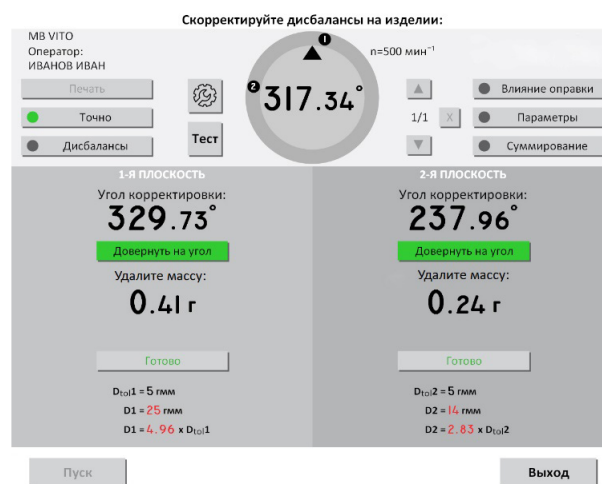 Скорректируйте дисбалансы на изделии:
MB VITO
Оператор:
ИВАНОВ ИВАН
n=500 мин⁻¹
1
2
317.34°
Печать
Точно
Дисбалансы
Тест
1/1
X
Влияние оправки
Параметры
Суммирование
1-Я ПЛОСКОСТЬ
Угол корректировки:
329.73°
Довернуть на угол
Удалите массу:
0.41 г
Готово
Dtol1 = 5 гмм
D1 = 25 гмм
D1 = 4.96 x Dtol1
2-Я ПЛОСКОСТЬ
Угол корректировки:
237.96°
Довернуть на угол
Удалите массу:
0.24 г
Готово
Dtol2 = 5 гмм
D2 = 14 гмм
D2 = 2.83 x Dtol2
Пуск
Выход